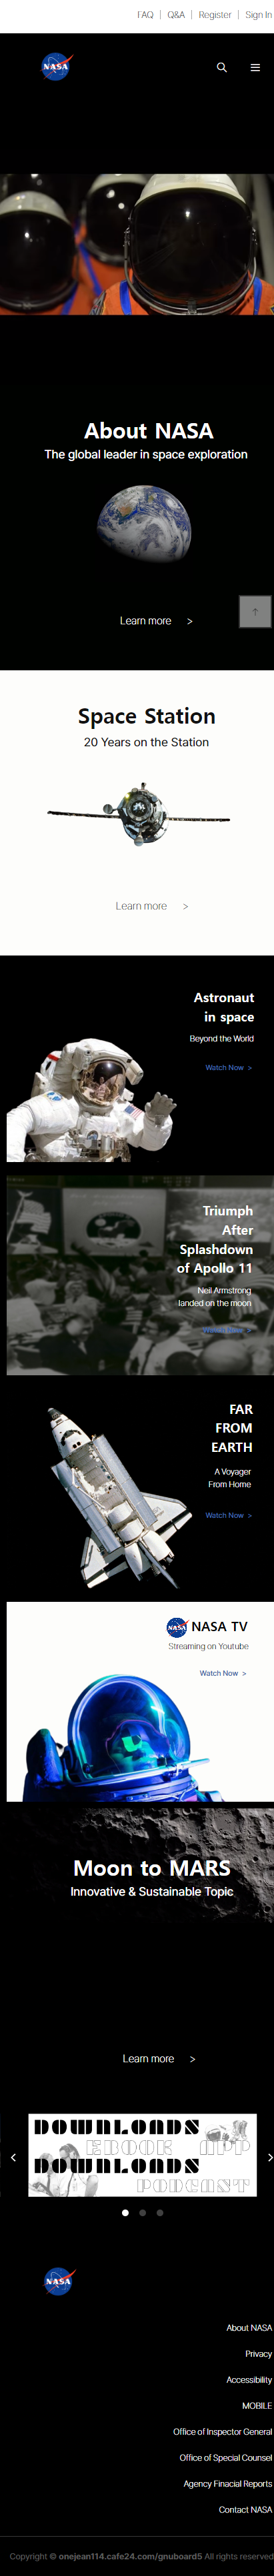 FAQ | Q&A | Register | Sign In
NASA
About NASA
The global leader in space exploration
Learn more >
Space Station
20 Years on the Station
Learn more >
Astronaut
in space
Beyond the World
Watch Now >
Triumph
After
Splashdown
of Apollo 11
Neil Armstrong
landed on the moon
Watch Now >
FAR
FROM
EARTH
A Voyager
From Home
Watch Now >
NASA NASA TV
Streaming on Youtube
Watch Now >
Moon to MARS
Innovative & Sustainable Topic
Learn more >
DOWNLOADS
EBOOK APP
DOWNLOADS
PODCAST
NASA
About NASA
Privacy
Accessibility
MOBILE
Office of Inspector General
Office of Special Counsel
Agency Finacial Reports
Contact NASA
Copyright © onejean114.cafe24.com/gnuboard5 All rights reserved